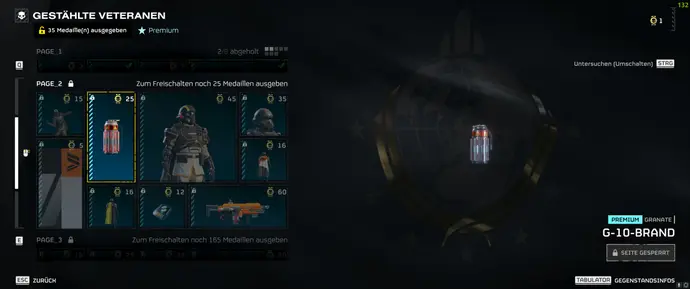 132
GESTÄHLTE VETERANEN
35 Medaille(n) ausgegeben
Premium
1
PAGE_1
abgeholt
Untersuchen (Umschalten) STRG
Q
PAGE_2
Zum Freischalten noch 25 Medaillen ausgeben
15
25
45
35
5
16
16
12
60
PREMIUM GRANATE
G-10-BRAND
SEITE GESPERRT
E
PAGE_3
Zum Freischalten noch 165 Medaillen ausgeben
ESC ZURÜCK
TABULATOR GEGENSTANDSINFOS